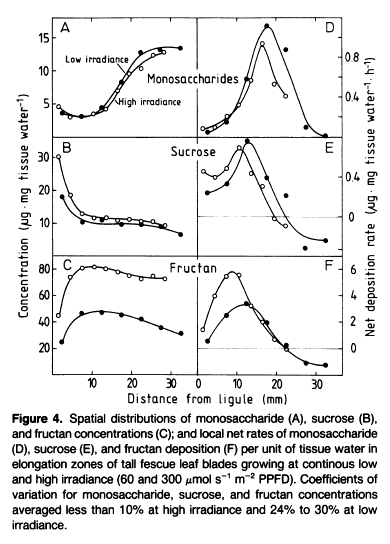 A
D
15
10
5
Low irradiance
High irradiance
Monosaccharides
0.8
0.4
B
E
Sucrose
30
20
10
0.4
0
C
F
Fructan
80
60
40
20
6
4
2
0
Concentration (µg · mg tissue water⁻¹)
Net deposition rate (µg · mg tissue water⁻¹ · h⁻¹)
0 10 20 30 0 10 20 30
Distance from ligule (mm)
Figure 4. Spatial distributions of monosaccharide (A), sucrose (B),
and fructan concentrations (C); and local net rates of monosaccharide
(D), sucrose (E), and fructan deposition (F) per unit of tissue water in
elongation zones of tall fescue leaf blades growing at continous low
and high irradiance (60 and 300 µmol s⁻¹ m⁻² PPFD). Coefficients of
variation for monosaccharide, sucrose, and fructan concentrations
averaged less than 10% at high irradiance and 24% to 30% at low
irradiance.